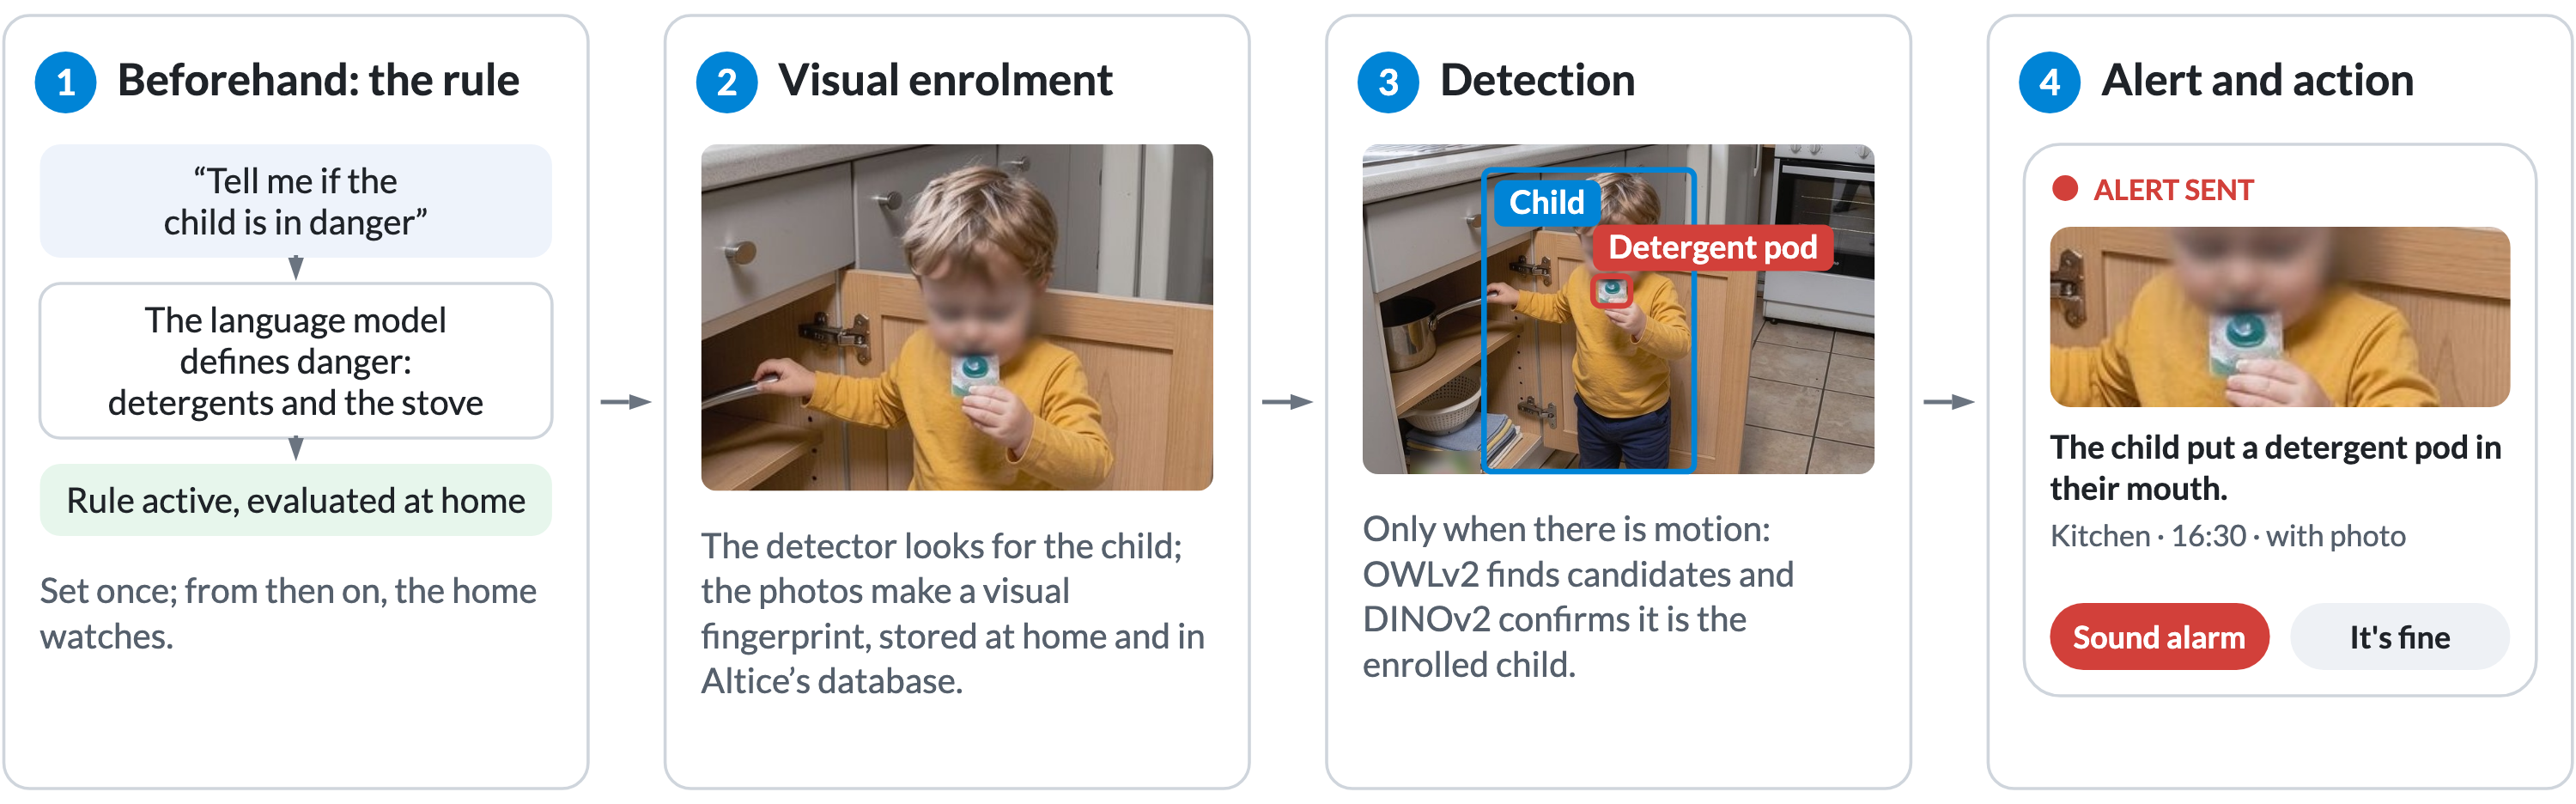 1 Beforehand: the rule
“Tell me if the
child is in danger”
The language model
defines danger:
detergents and the stove
Rule active, evaluated at home
Set once; from then on, the home
watches.
2 Visual enrolment
The detector looks for the child;
the photos make a visual
fingerprint, stored at home and in
Altice’s database.
3 Detection
Child
Detergent pod
Only when there is motion:
OWLv2 finds candidates and
DINOv2 confirms it is the
enrolled child.
4 Alert and action
ALERT SENT
The child put a detergent pod in
their mouth.
Kitchen · 16:30 · with photo
Sound alarm
It's fine